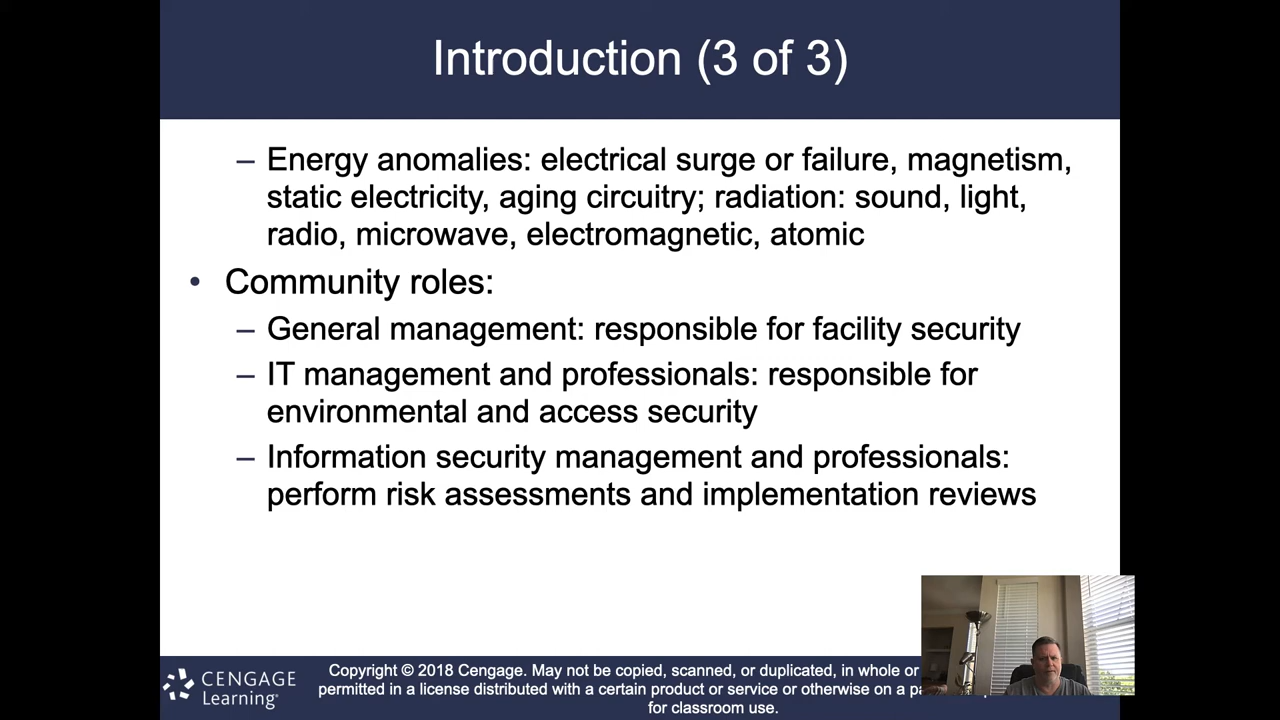 Introduction (3 of 3)
– Energy anomalies: electrical surge or failure, magnetism,
static electricity, aging circuitry; radiation: sound, light,
radio, microwave, electromagnetic, atomic
• Community roles:
– General management: responsible for facility security
– IT management and professionals: responsible for
environmental and access security
– Information security management and professionals:
perform risk assessments and implementation reviews
CENGAGE
Learning
Copyright © 2018 Cengage. May not be copied, scanned, or duplicated, in whole or
permitted in a license distributed with a certain product or service or otherwise on a
for classroom use.